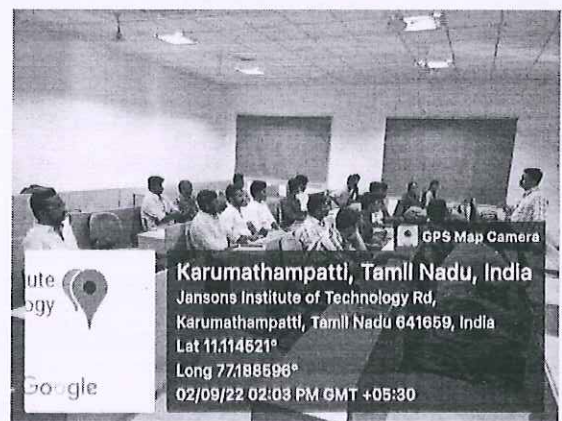 GPS Map Camera
ute
ogy
Google
Karumathampatti, Tamil Nadu, India
Jansons Institute of Technology Rd,
Karumathampatti, Tamil Nadu 641659, India
Lat 11.114521°
Long 77.188596°
02/09/22 02:03 PM GMT +05:30